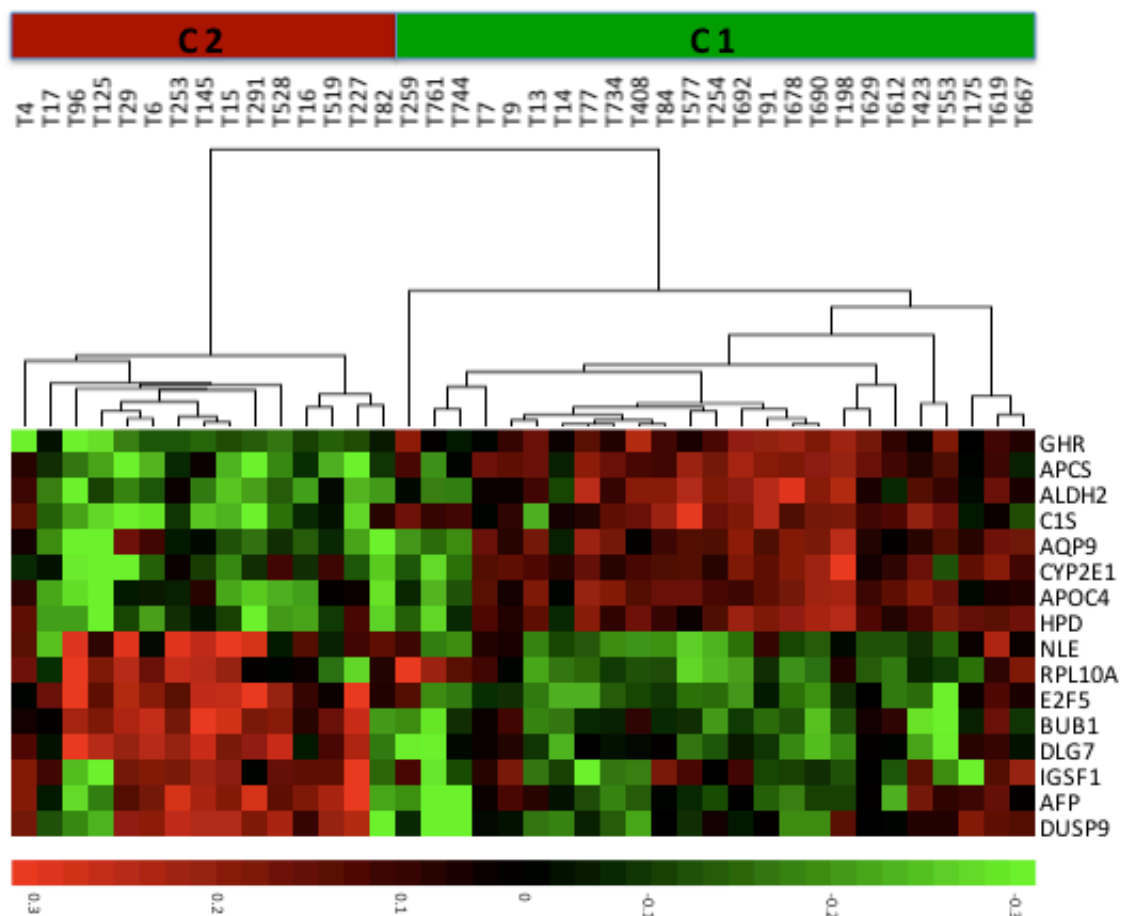 C2 C1
T4 T17 T96 T125 T29 T6 T253 T145 T15 T291 T528 T16 T519 T227 T82 T259 T761 T744 T7 T9 T13 T14 T77 T734 T408 T84 T577 T254 T692 T91 T678 T690 T198 T629 T612 T423 T553 T175 T619 T667
GHR
APCS
ALDH2
C1S
AQP9
CYP2E1
APOC4
HPD
NLE
RPL10A
E2F5
BUB1
DLG7
IGSF1
AFP
DUSP9
0.3 0.2 0.1 0 -0.1 -0.2 -0.3